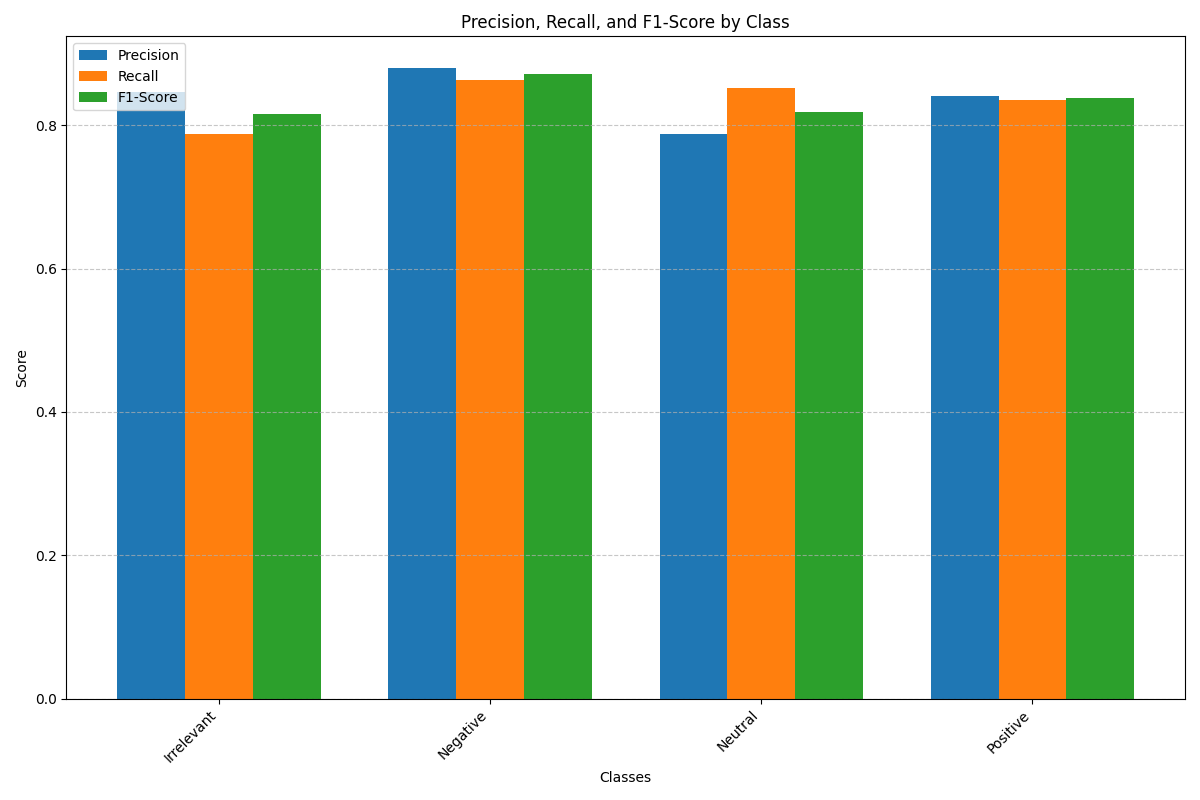 Precision, Recall, and F1-Score by Class
Precision
Recall
F1-Score
Score
0.8
0.6
0.4
0.2
0.0
Irrelevant
Negative
Neutral
Positive
Classes